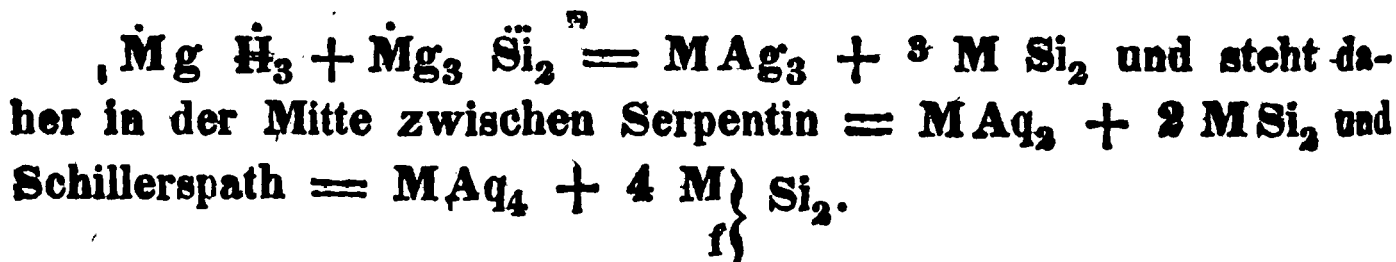 Ṁg Ḣ₃ + Ṁg₃ S⃛i₂ = MAg₃ + 3 M Si₂ und steht da-
her in der Mitte zwischen Serpentin = MAq₂ + 2 MSi₂ und
Schillerspath = MAq₄ + 4 M} Si₂.
f}